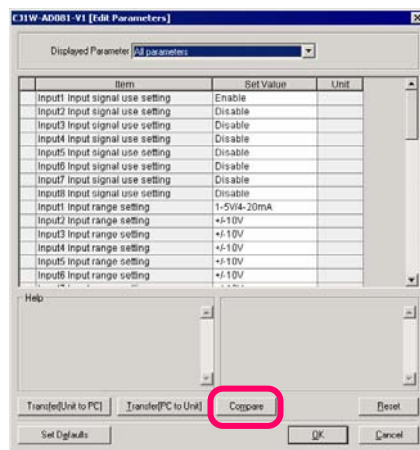 CJ1W-AD081-V1 [Edit Parameters]
Displayed Parameter All parameters
Item Set Value Unit
Input1 Input signal use setting Enable
Input2 Input signal use setting Disable
Input3 Input signal use setting Disable
Input4 Input signal use setting Disable
Input5 Input signal use setting Disable
Input6 Input signal use setting Disable
Input7 Input signal use setting Disable
Input8 Input signal use setting Disable
Input1 Input range setting 1-5V/4-20mA
Input2 Input range setting +/-10V
Input3 Input range setting +/-10V
Input4 Input range setting +/-10V
Input5 Input range setting +/-10V
Input6 Input range setting +/-10V
Help
Transfer[Unit to PC] Transfer[PC to Unit] Compare Reset
Set Defaults OK Cancel